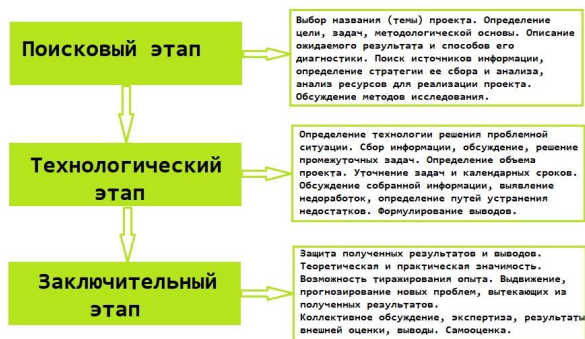 Поисковый этап
Выбор названия (темы) проекта. Определение
цели, задач, методологической основы. Описание
ожидаемого результата и способов его
диагностики. Поиск источников информации,
определение стратегии ее сбора и анализа,
анализ ресурсов для реализации проекта.
Обсуждение методов исследования.
Технологический
этап
Определение технологии решения проблемной
ситуации. Сбор информации, обсуждение, решение
промежуточных задач. Определение объема
проекта. Уточнение задач и календарных сроков.
Обсуждение собранной информации, выявление
недоработок, определение путей устранения
недостатков. Формулирование выводов.
Заключительный
этап
Защита полученных результатов и выводов.
Теоретическая и практическая значимость.
Возможность тиражирования опыта. Выдвижение,
прогнозирование новых проблем, вытекающих из
полученных результатов.
Коллективное обсуждение, экспертиза, результаты
внешней оценки, выводы. Самооценка.